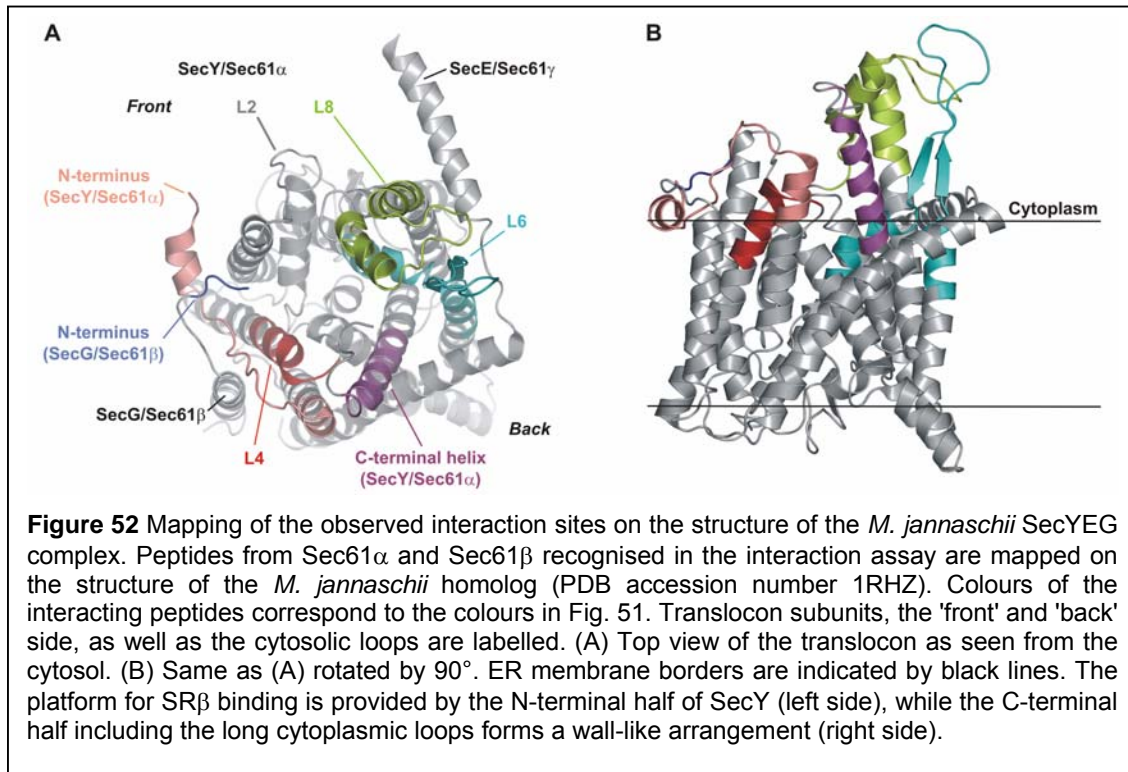 A
B
SecY/Sec61α
SecE/Sec61γ
Front
L2
L8
N-terminus
(SecY/Sec61α)
L6
Cytoplasm
N-terminus
(SecG/Sec61β)
SecG/Sec61β
Back
L4
C-terminal helix
(SecY/Sec61α)
Figure 52 Mapping of the observed interaction sites on the structure of the M. jannaschii SecYEG
complex. Peptides from Sec61α and Sec61β recognised in the interaction assay are mapped on
the structure of the M. jannaschii homolog (PDB accession number 1RHZ). Colours of the
interacting peptides correspond to the colours in Fig. 51. Translocon subunits, the 'front' and 'back'
side, as well as the cytosolic loops are labelled. (A) Top view of the translocon as seen from the
cytosol. (B) Same as (A) rotated by 90°. ER membrane borders are indicated by black lines. The
platform for SRβ binding is provided by the N-terminal half of SecY (left side), while the C-terminal
half including the long cytoplasmic loops forms a wall-like arrangement (right side).